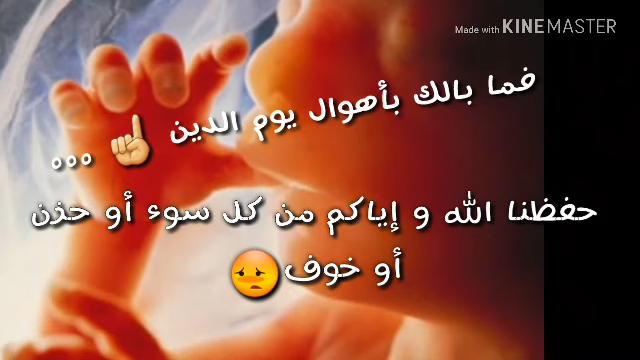 Made with KINEMASTER
فما بالك بأهوال يوم الدين ☝🏼 ...
حفظنا الله و إياكم من كل سوء أو حزن
أو خوف 😳